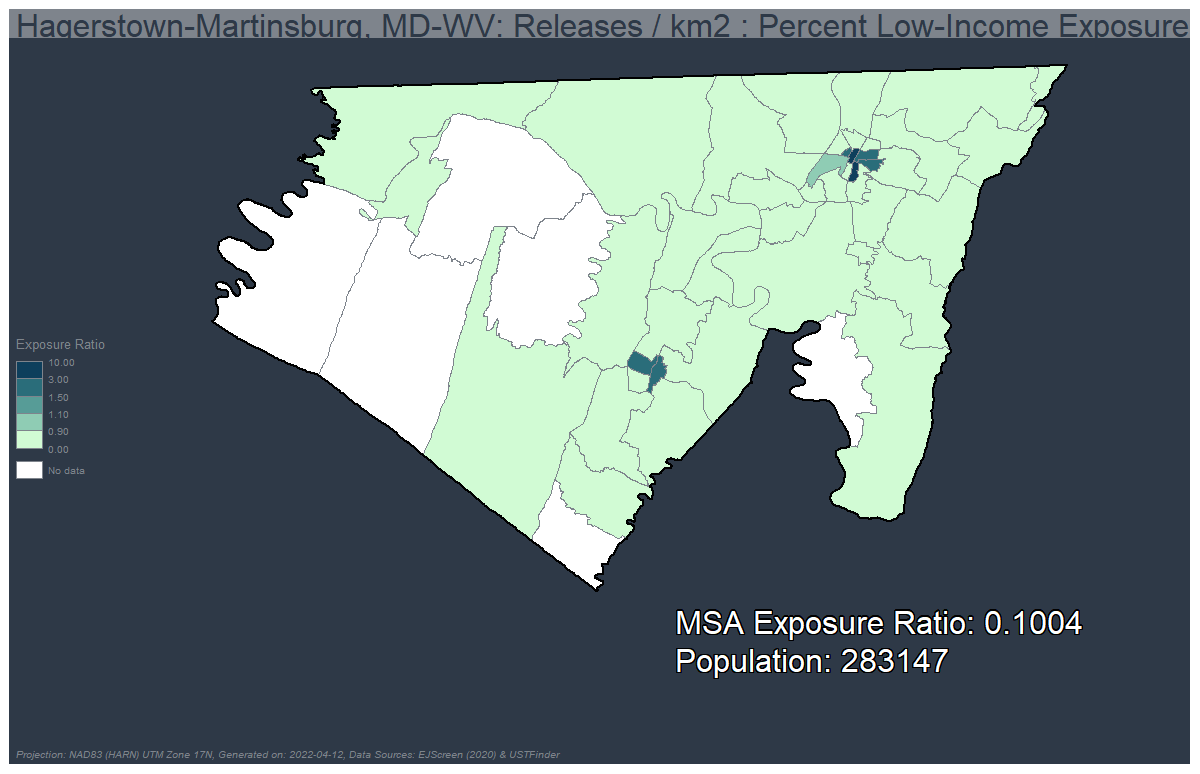 Hagerstown-Martinsburg, MD-WV: Releases / km2 : Percent Low-Income Exposure
Exposure Ratio
10.00
3.00
1.50
1.10
0.90
0.00
No data
MSA Exposure Ratio: 0.1004
Population: 283147
Projection: NAD83 (HARN) UTM Zone 17N, Generated on: 2022-04-12, Data Sources: EJScreen (2020) & USTFinder